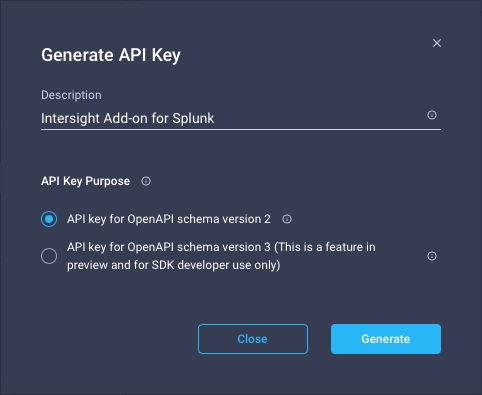 Generate API Key
Description
Intersight Add-on for Splunk
API Key Purpose
API key for OpenAPI schema version 2
API key for OpenAPI schema version 3 (This is a feature in
preview and for SDK developer use only)
Close
Generate